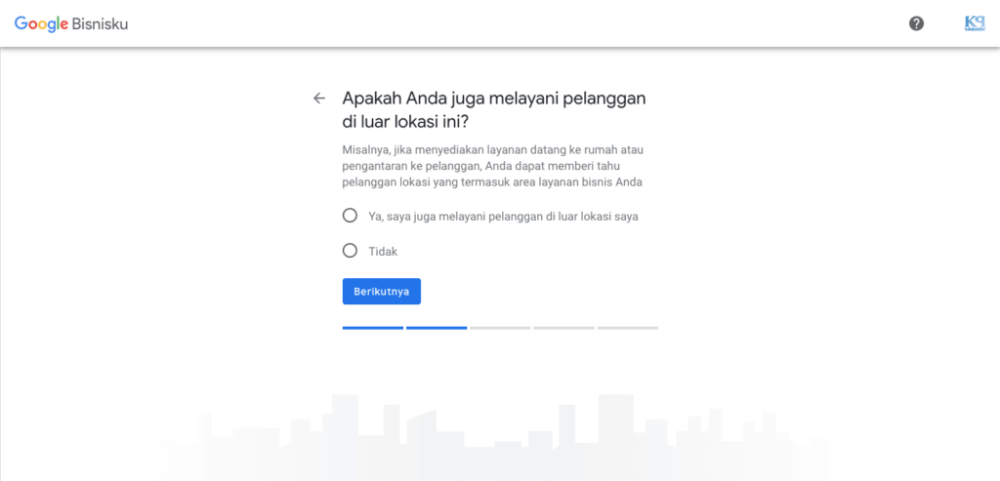 Google Bisnisku
Apakah Anda juga melayani pelanggan
di luar lokasi ini?
Misalnya, jika menyediakan layanan datang ke rumah atau
pengantaran ke pelanggan, Anda dapat memberi tahu
pelanggan lokasi yang termasuk area layanan bisnis Anda
Ya, saya juga melayani pelanggan di luar lokasi saya
Tidak
Berikutnya